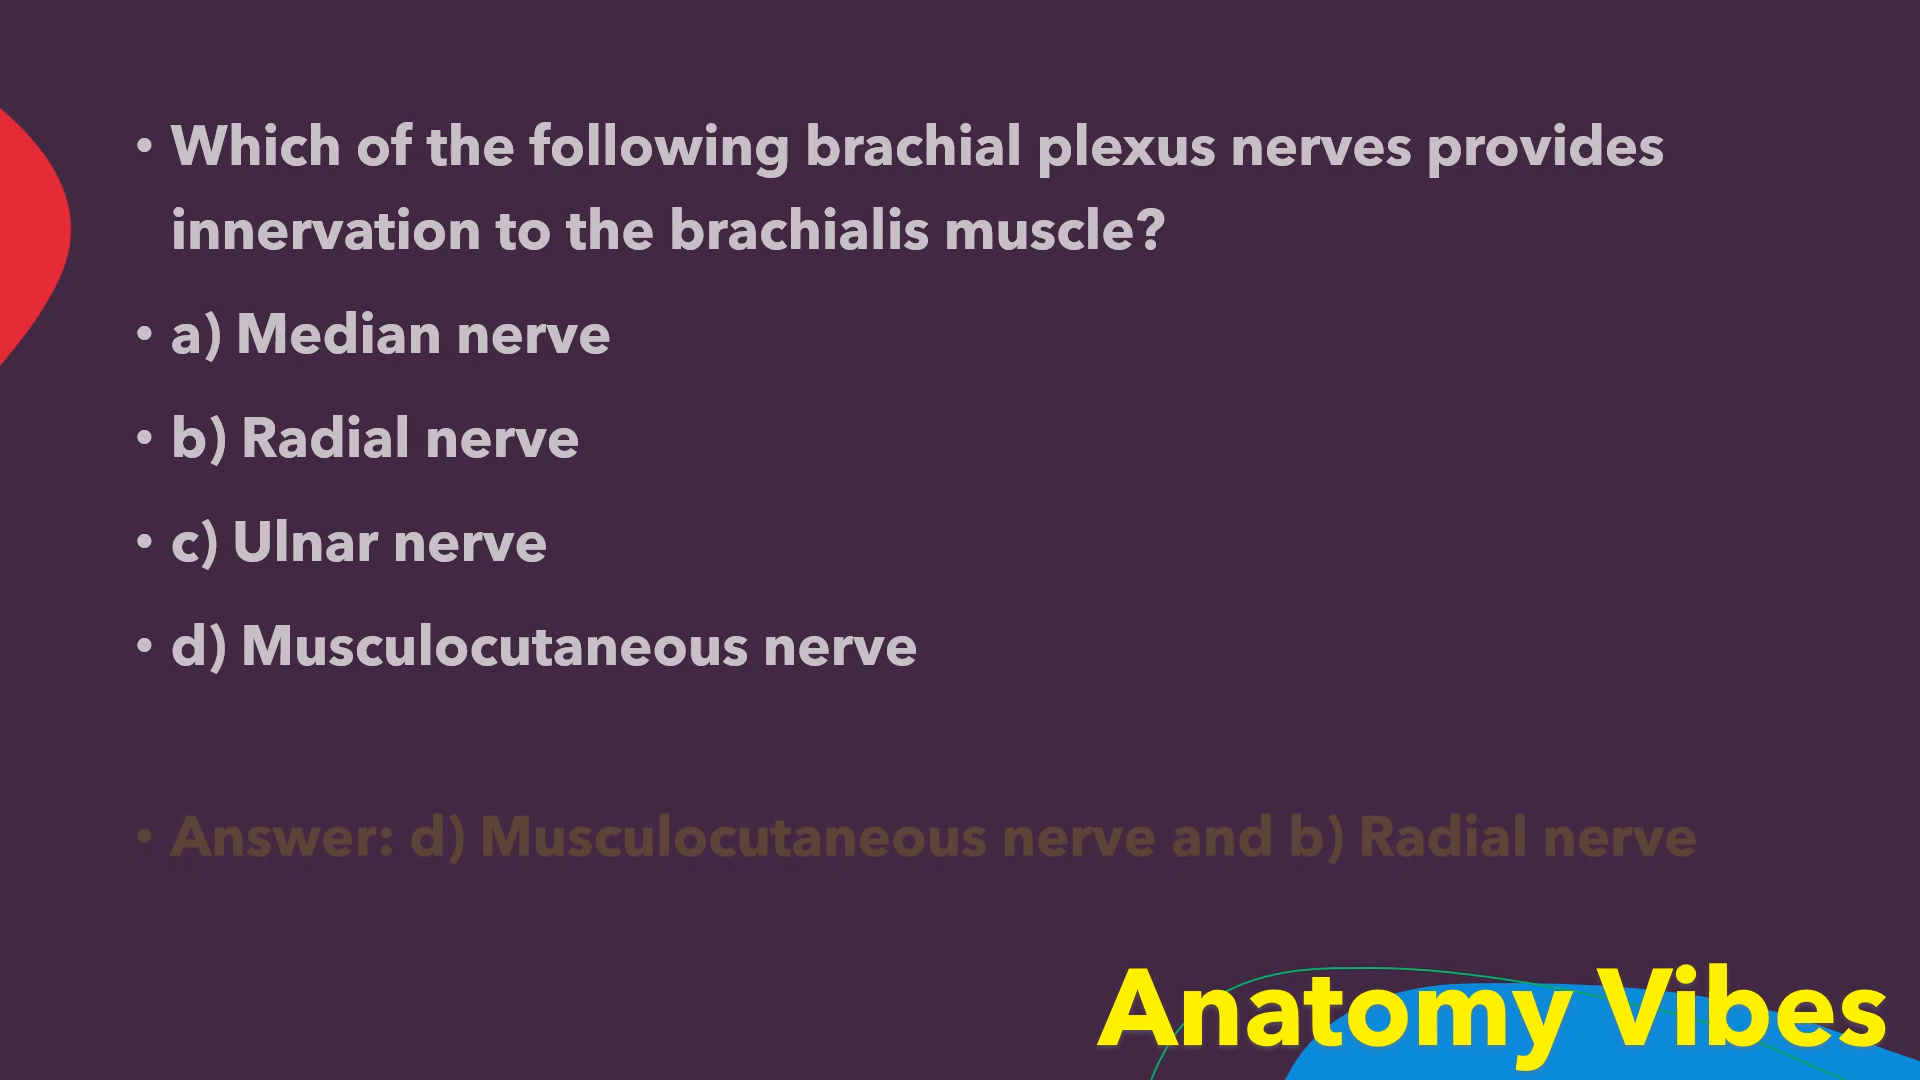 • Which of the following brachial plexus nerves provides
innervation to the brachialis muscle?
• a) Median nerve
• b) Radial nerve
• c) Ulnar nerve
• d) Musculocutaneous nerve
• Answer: d) Musculocutaneous nerve and b) Radial nerve
Anatomy Vibes